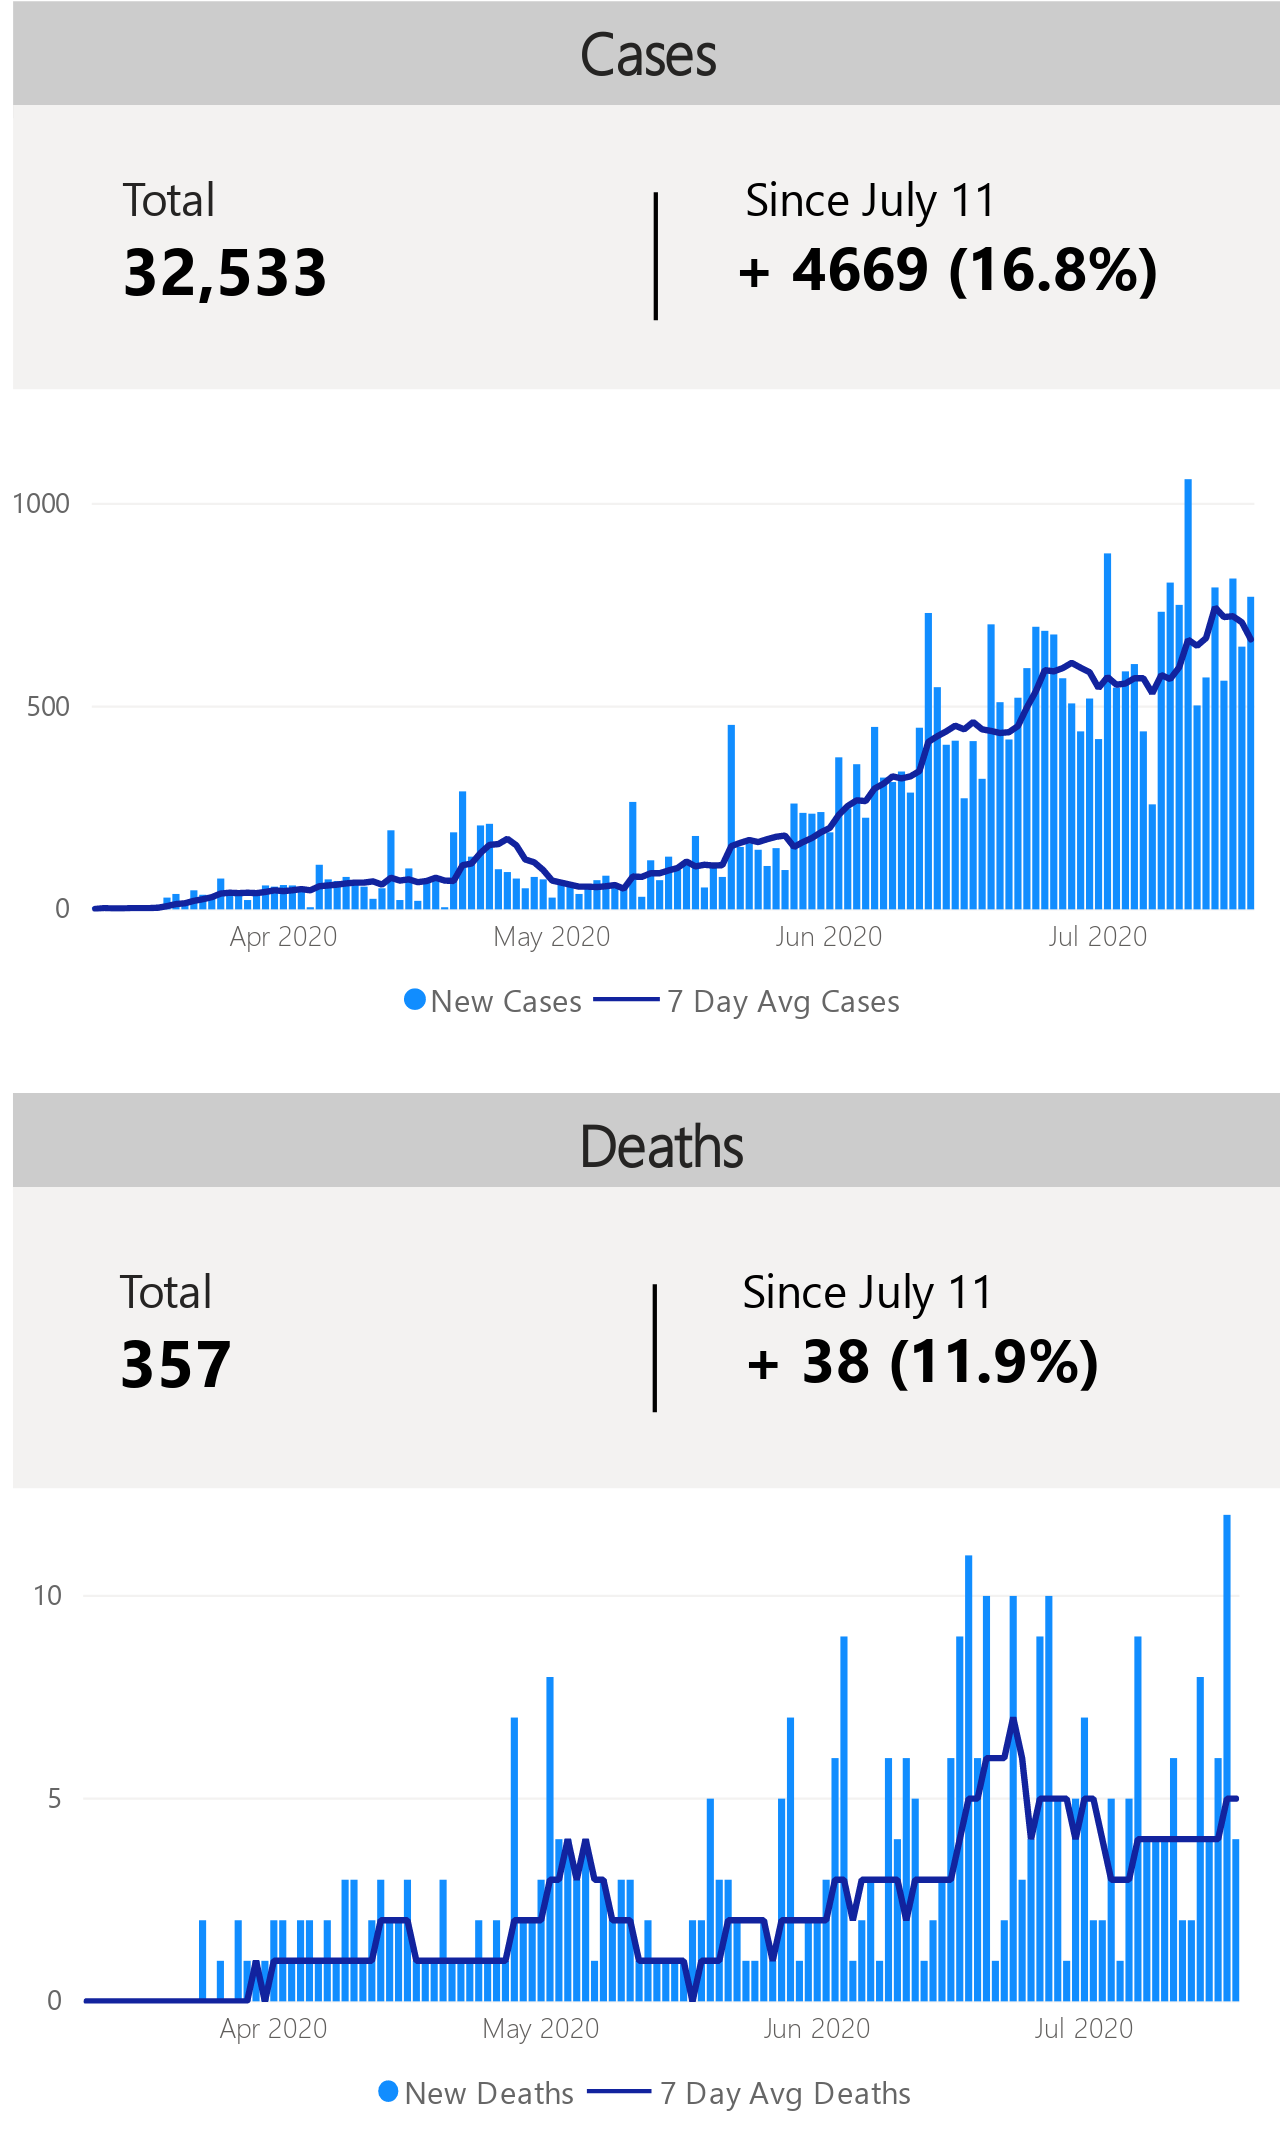 Cases
Total
Since July 11
32,533
+ 4669 (16.8%)
1000
500
0
Apr 2020
May 2020
Jun 2020
Jul 2020
New Cases
7 Day Avg Cases
Deaths
Total
Since July 11
357
+ 38 (11.9%)
10
5
0
Apr 2020
May 2020
Jun 2020
Jul 2020
New Deaths
7 Day Avg Deaths